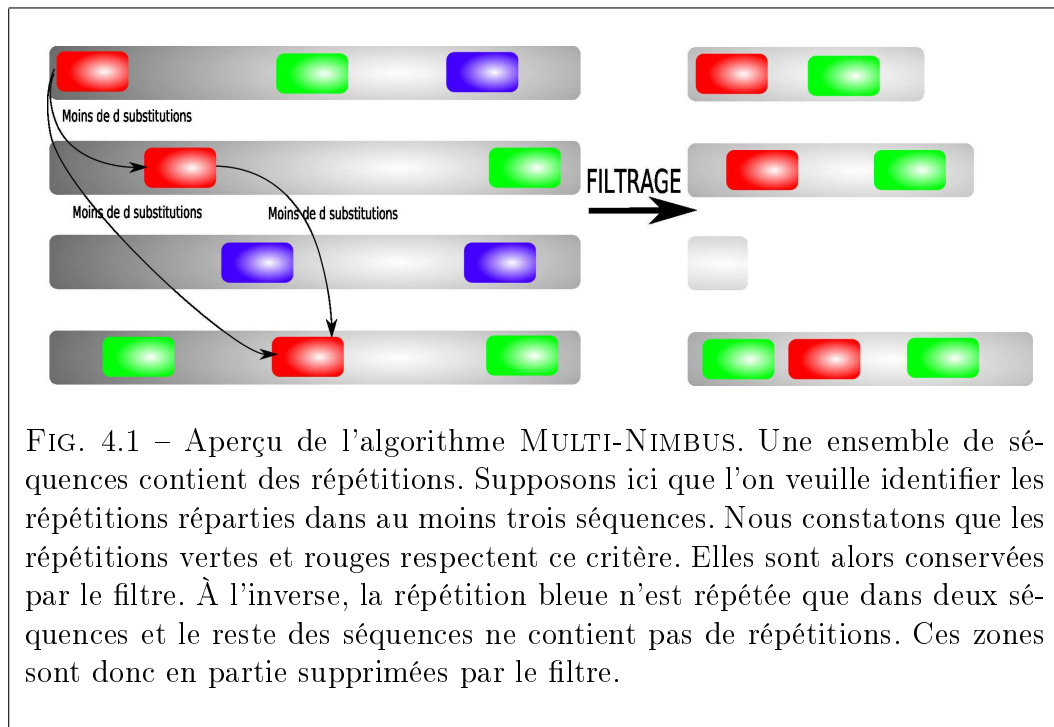 Moins de d substitutions
FILTRAGE
Moins de d substitutions
Moins de d substitutions
FIG. 4.1 – Aperçu de l'algorithme MULTI-NIMBUS. Une ensemble de sé-
quences contient des répétitions. Supposons ici que l'on veuille identifier les
répétitions réparties dans au moins trois séquences. Nous constatons que les
répétitions vertes et rouges respectent ce critère. Elles sont alors conservées
par le filtre. À l'inverse, la répétition bleue n'est répétée que dans deux sé-
quences et le reste des séquences ne contient pas de répétitions. Ces zones
sont donc en partie supprimées par le filtre.